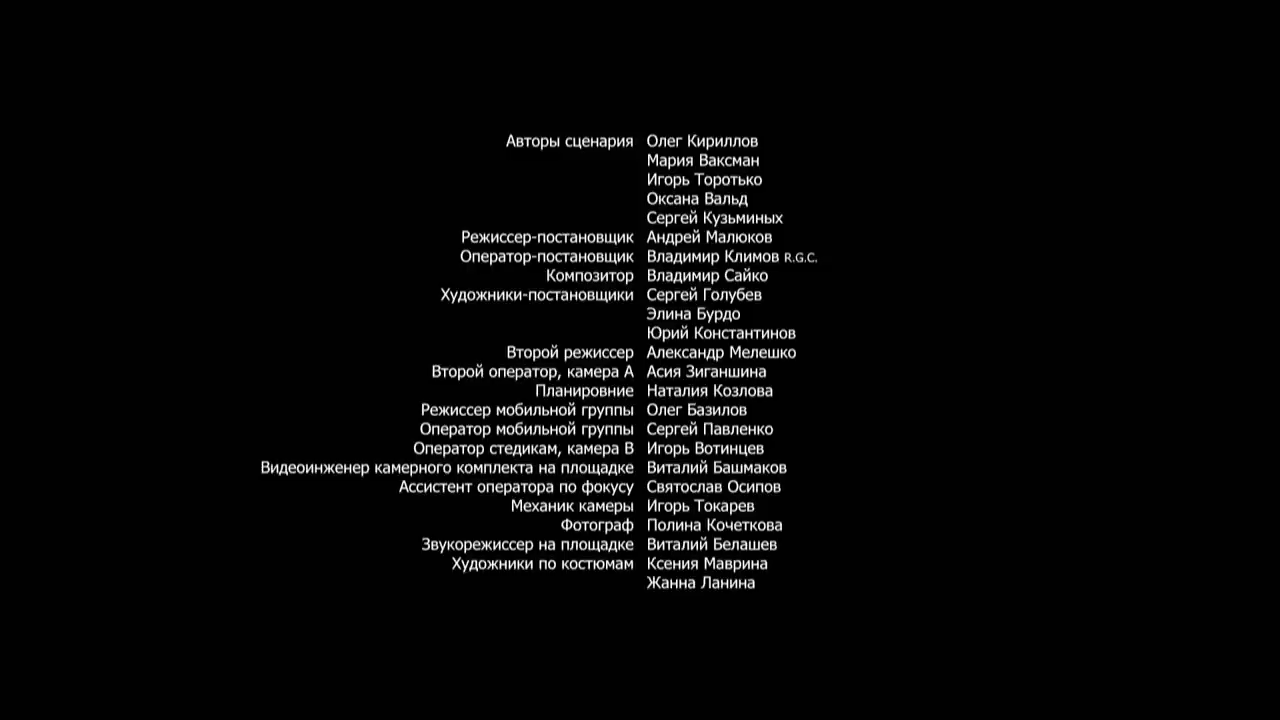 Авторы сценария Олег Кириллов
Мария Ваксман
Игорь Торотько
Оксана Вальд
Сергей Кузьминых
Режиссер-постановщик Андрей Малюков
Оператор-постановщик Владимир Климов R.G.C.
Композитор Владимир Сайко
Художники-постановщики Сергей Голубев
Элина Бурдо
Юрий Константинов
Второй режиссер Александр Мелешко
Второй оператор, камера А Асия Зиганшина
Планировние Наталия Козлова
Режиссер мобильной группы Олег Базилов
Оператор мобильной группы Сергей Павленко
Оператор стедикам, камера В Игорь Вотинцев
Видеоинженер камерного комплекта на площадке Виталий Башмаков
Ассистент оператора по фокусу Святослав Осипов
Механик камеры Игорь Токарев
Фотограф Полина Кочеткова
Звукорежиссер на площадке Виталий Белашев
Художники по костюмам Ксения Маврина
Жанна Ланина